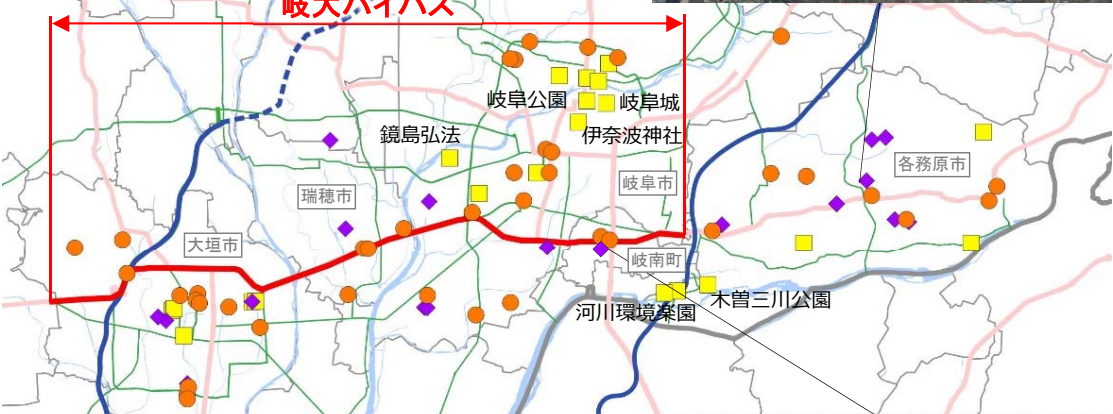 岐大バイパス
岐阜公園
岐阜城
鏡島弘法
伊奈波神社
各務原市
瑞穂市
岐阜市
大垣市
岐南町
木曽三川公園
河川環境楽園